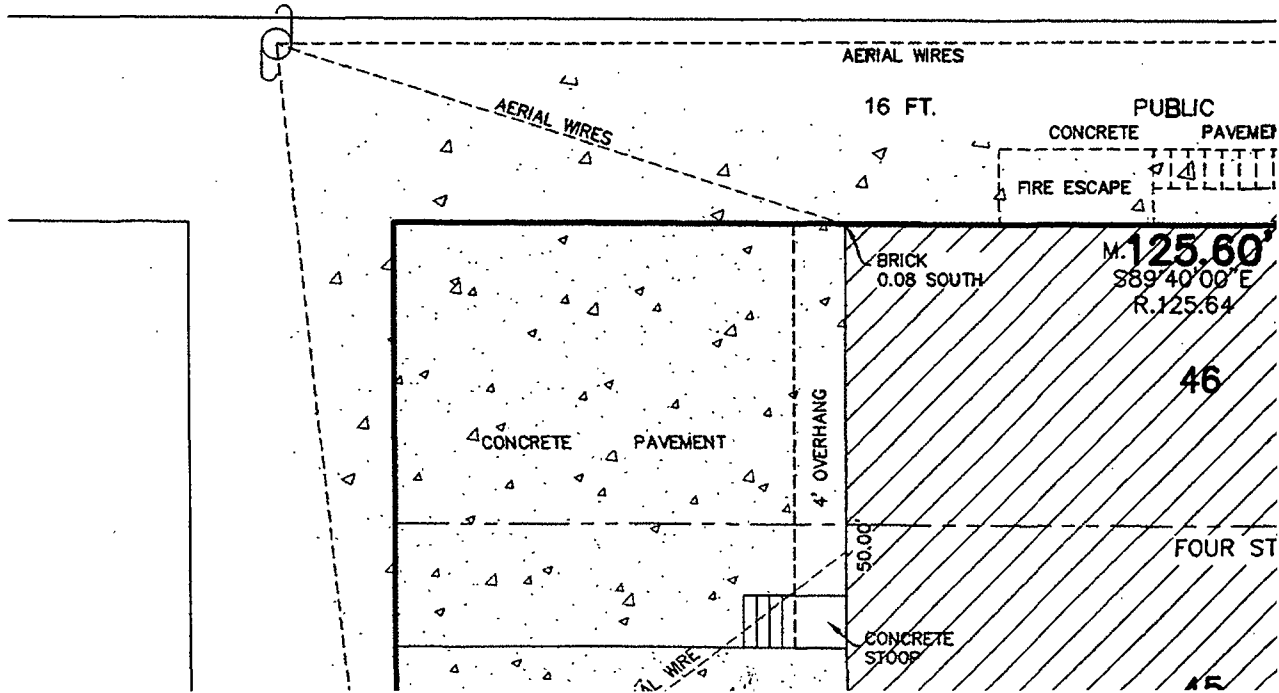 AERIAL WIRES
AERIAL WIRES
16 FT.
PUBLIC
CONCRETE
FIRE ESCAPE
BRICK
0.08 SOUTH
M.125.60'
S89°40'00"E
R.125.64
46
CONCRETE PAVEMENT
4' OVERHANG
50.00'
FOUR ST
CONCRETE
STOOP
WIRE